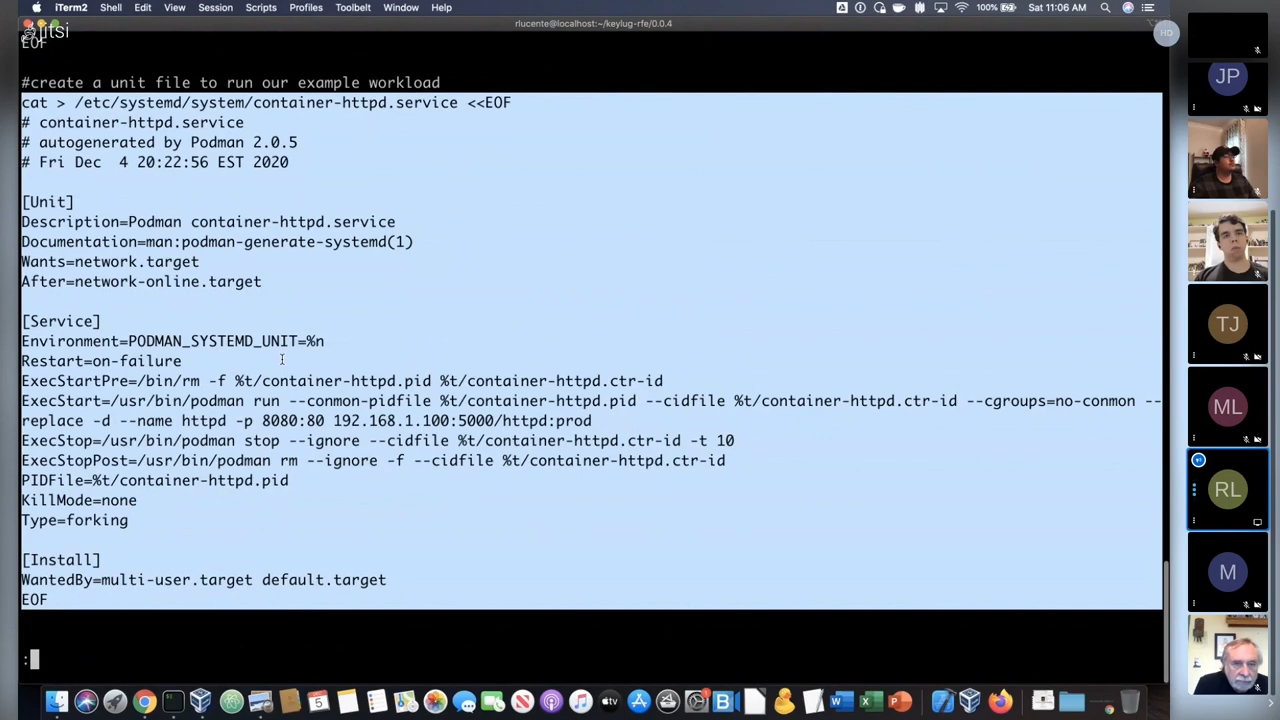 iTerm2 Shell Edit View Session Scripts Profiles Toolbelt Window Help 100% Sat 11:06 AM
rlucente@localhost:~/keylug-rfe/0.0.4
jitsi
EOF
#create a unit file to run our example workload
cat > /etc/systemd/system/container-httpd.service <<EOF
# container-httpd.service
# autogenerated by Podman 2.0.5
# Fri Dec  4 20:22:56 EST 2020
[Unit]
Description=Podman container-httpd.service
Documentation=man:podman-generate-systemd(1)
Wants=network.target
After=network-online.target
[Service]
Environment=PODMAN_SYSTEMD_UNIT=%n
Restart=on-failure
ExecStartPre=/bin/rm -f %t/container-httpd.pid %t/container-httpd.ctr-id
ExecStart=/usr/bin/podman run --conmon-pidfile %t/container-httpd.pid --cidfile %t/container-httpd.ctr-id --cgroups=no-conmon --
replace -d --name httpd -p 8080:80 192.168.1.100:5000/httpd:prod
ExecStop=/usr/bin/podman stop --ignore --cidfile %t/container-httpd.ctr-id -t 10
ExecStopPost=/usr/bin/podman rm --ignore -f --cidfile %t/container-httpd.ctr-id
PIDFile=%t/container-httpd.pid
KillMode=none
Type=forking
[Install]
WantedBy=multi-user.target default.target
EOF
:
HD
JP
TJ
ML
RL
M